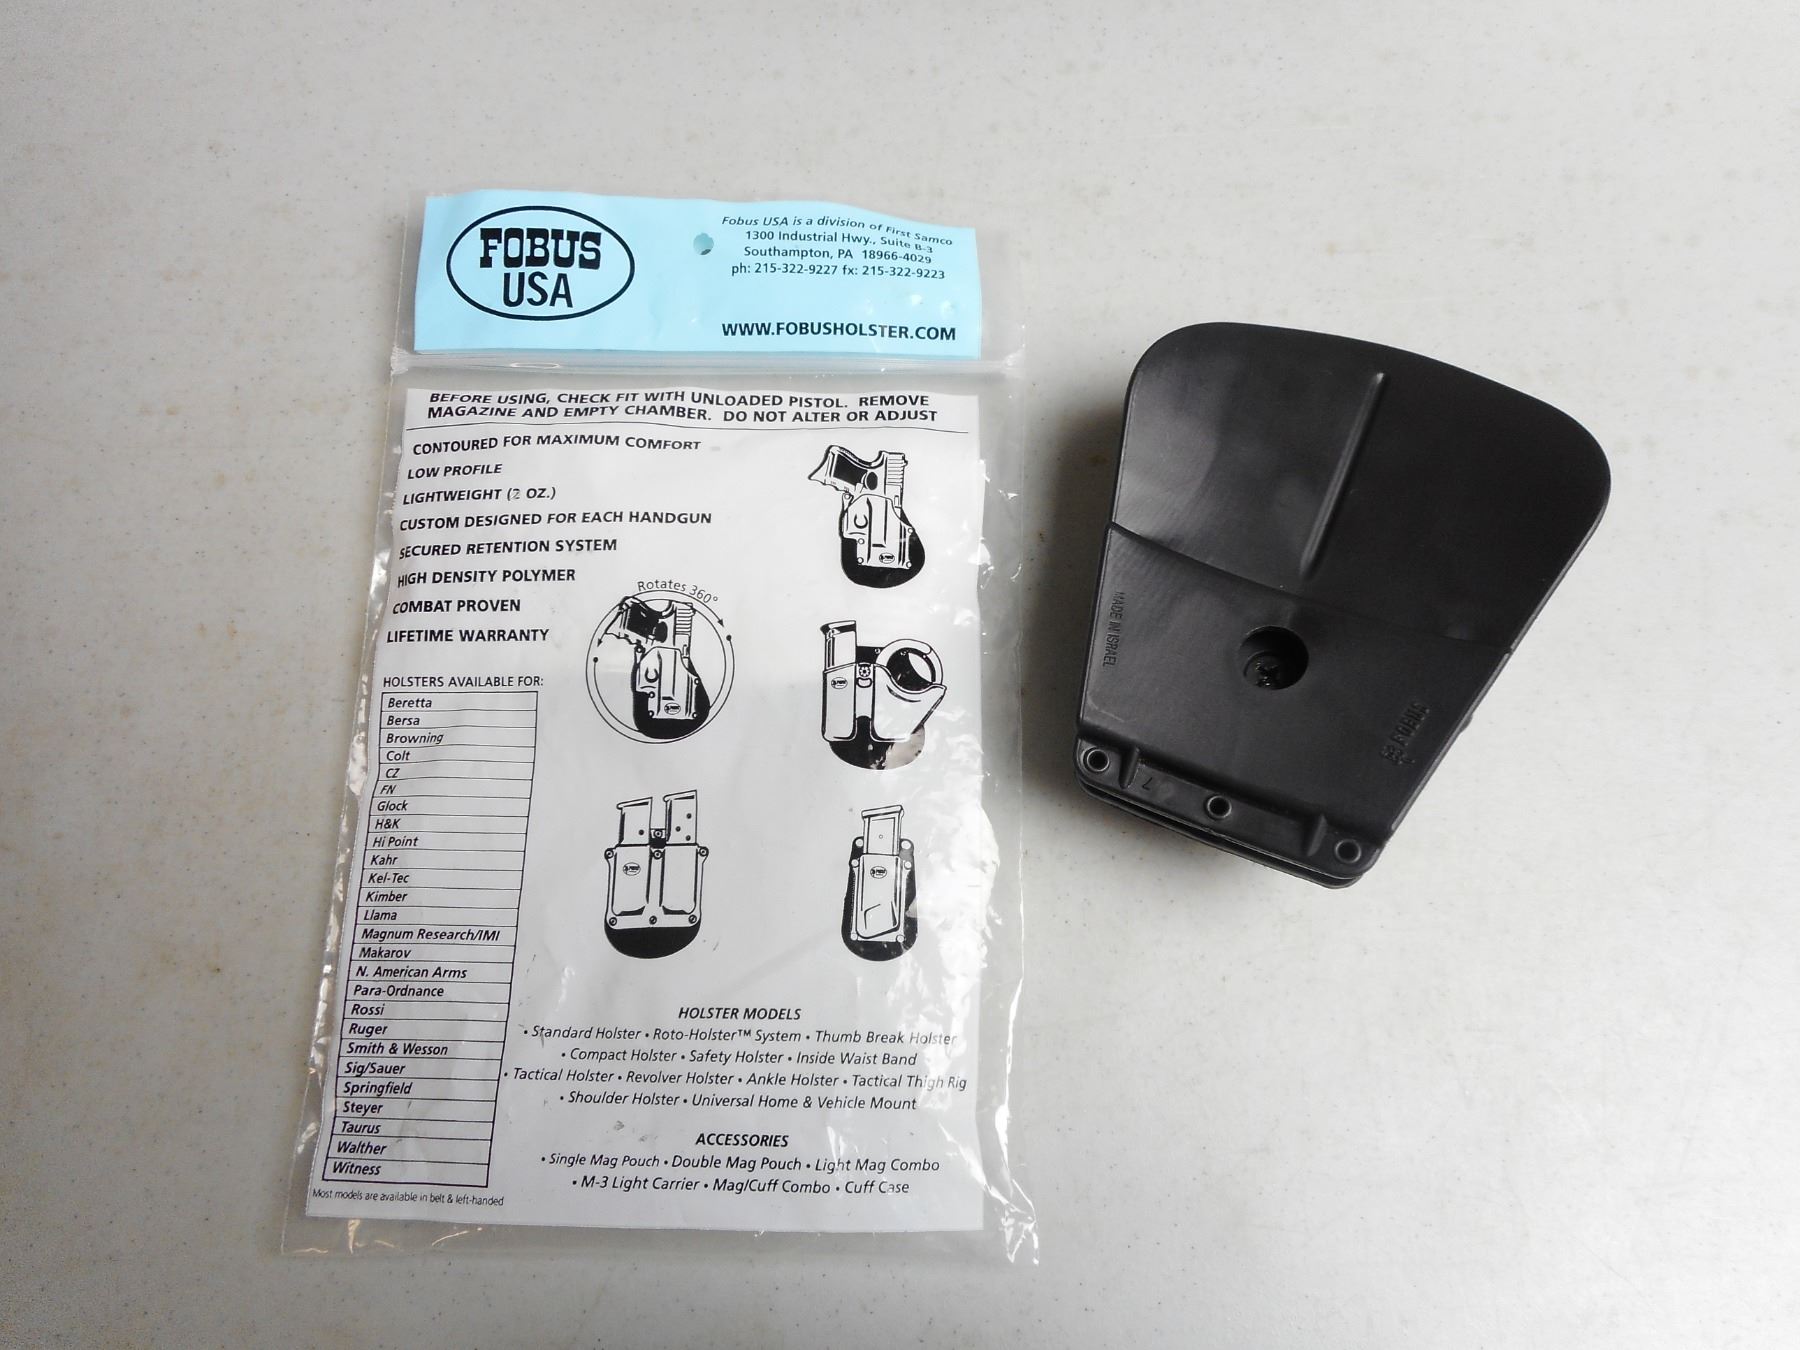 FOBUS
USA
Fobus USA is a division of First Samco
1300 Industrial Hwy., Suite B-3
Southampton, PA 18966-4029
ph: 215-322-9227 fx: 215-322-9223
WWW.FOBUSHOLSTER.COM
BEFORE USING, CHECK FIT WITH UNLOADED PISTOL. REMOVE
MAGAZINE AND EMPTY CHAMBER. DO NOT ALTER OR ADJUST
CONTOURED FOR MAXIMUM COMFORT
LOW PROFILE
LIGHTWEIGHT (2 OZ.)
CUSTOM DESIGNED FOR EACH HANDGUN
SECURED RETENTION SYSTEM
HIGH DENSITY POLYMER
COMBAT PROVEN
LIFETIME WARRANTY
Rotates 360°
HOLSTERS AVAILABLE FOR:
Beretta
Bersa
Browning
Colt
CZ
FN
Glock
H&K
Hi Point
Kahr
Kel-Tec
Kimber
Llama
Magnum Research/IMI
Makarov
N. American Arms
Para-Ordnance
Rossi
Ruger
Smith & Wesson
Sig/Sauer
Springfield
Steyer
Taurus
Walther
Witness
Most models are available in belt & left-handed
HOLSTER MODELS
• Standard Holster • Roto-Holster™ System • Thumb Break Holster
• Compact Holster • Safety Holster • Inside Waist Band
• Tactical Holster • Revolver Holster • Ankle Holster • Tactical Thigh Rig
• Shoulder Holster • Universal Home & Vehicle Mount
ACCESSORIES
• Single Mag Pouch • Double Mag Pouch • Light Mag Combo
• M-3 Light Carrier • Mag/Cuff Combo • Cuff Case
MADE IN ISRAEL
7